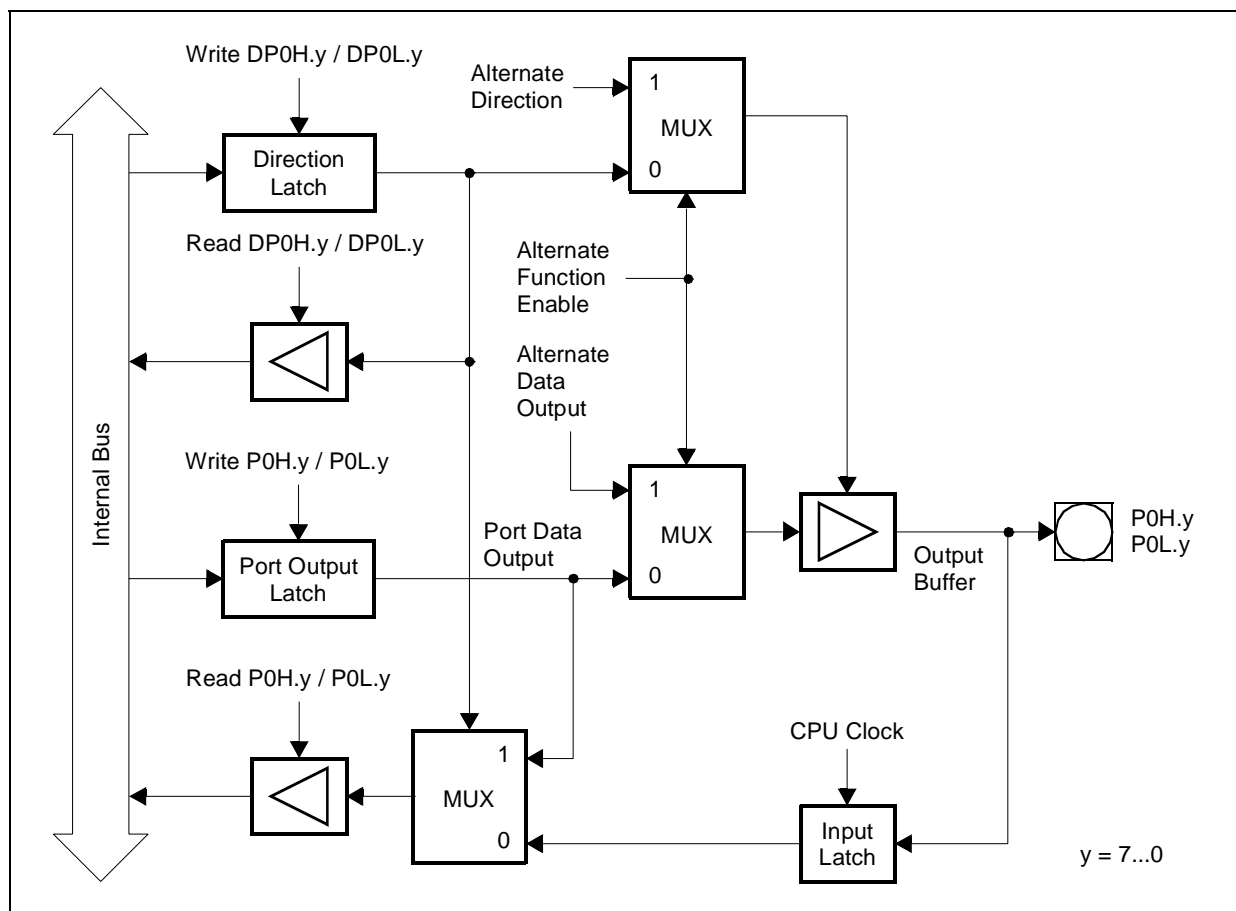 Write DP0H.y / DP0L.y
Alternate
Direction
1
MUX
0
Direction
Latch
Read DP0H.y / DP0L.y
Alternate
Function
Enable
Alternate
Data
Output
Internal Bus
Write P0H.y / P0L.y
Port Data
Output
1
MUX
0
Port Output
Latch
Output
Buffer
P0H.y
P0L.y
Read P0H.y / P0L.y
1
MUX
0
CPU Clock
Input
Latch
y = 7...0